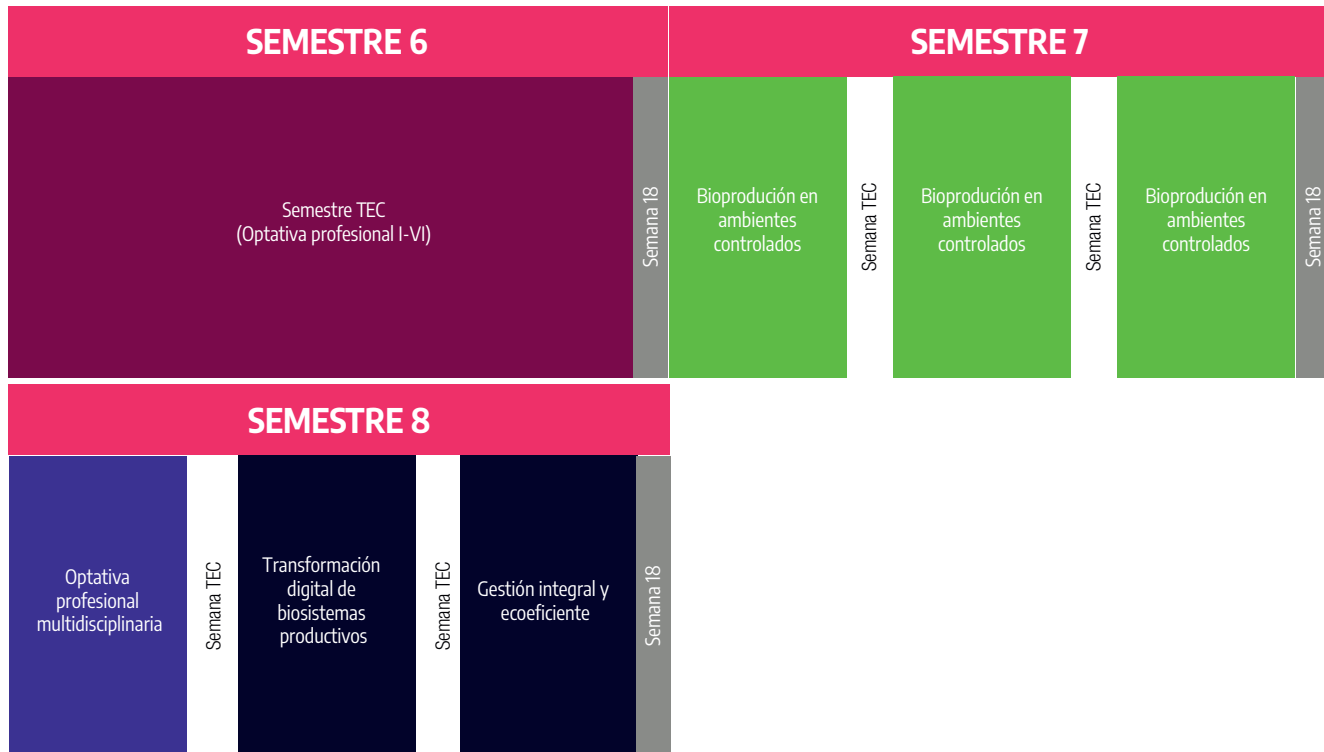 SEMESTRE 6
Semestre TEC
(Optativa profesional I-VI)
Semana 18
SEMESTRE 7
Bioprodución en
ambientes
controlados
Semana TEC
Bioprodución en
ambientes
controlados
Semana TEC
Bioprodución en
ambientes
controlados
Semana 18
SEMESTRE 8
Optativa
profesional
multidisciplinaria
Semana TEC
Transformación
digital de
biosistemas
productivos
Semana TEC
Gestión integral y
ecoeficiente
Semana 18